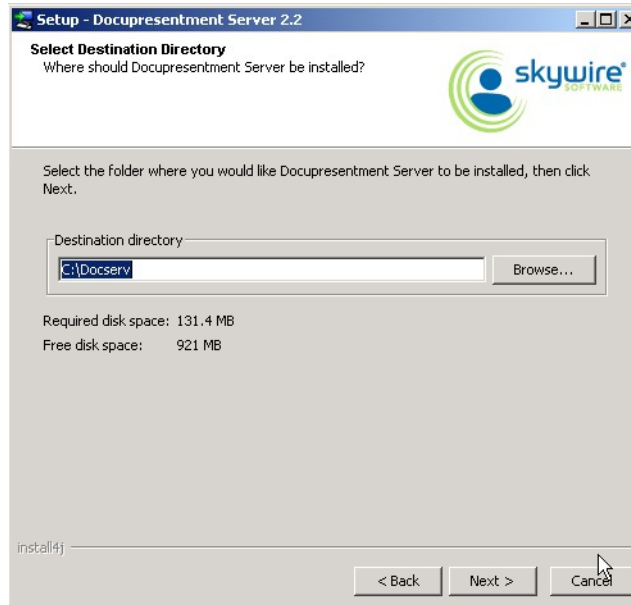 Setup - Docupresentment Server 2.2
Select Destination Directory
Where should Docupresentment Server be installed?
skywire®
SOFTWARE
Select the folder where you would like Docupresentment Server to be installed, then click
Next.
Destination directory
C:\Docserv
Browse...
Required disk space: 131.4 MB
Free disk space: 921 MB
install4j
< Back
Next >
Cancel